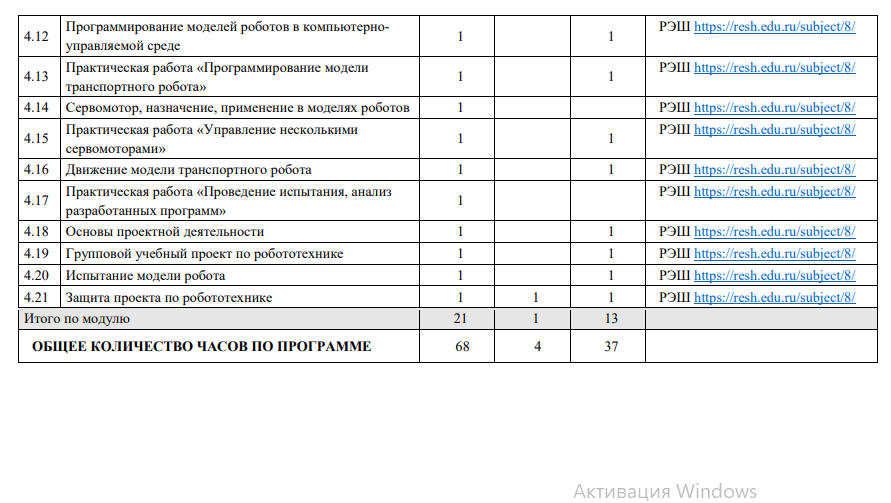 4.12 Программирование моделей роботов в компьютерно-управляемой среде 1 1 РЭШ https://resh.edu.ru/subject/8/
4.13 Практическая работа «Программирование модели транспортного робота» 1 1 РЭШ https://resh.edu.ru/subject/8/
4.14 Сервомотор, назначение, применение в моделях роботов 1 РЭШ https://resh.edu.ru/subject/8/
4.15 Практическая работа «Управление несколькими сервомоторами» 1 1 РЭШ https://resh.edu.ru/subject/8/
4.16 Движение модели транспортного робота 1 1 РЭШ https://resh.edu.ru/subject/8/
4.17 Практическая работа «Проведение испытания, анализ разработанных программ» 1 РЭШ https://resh.edu.ru/subject/8/
4.18 Основы проектной деятельности 1 1 РЭШ https://resh.edu.ru/subject/8/
4.19 Групповой учебный проект по робототехнике 1 1 РЭШ https://resh.edu.ru/subject/8/
4.20 Испытание модели робота 1 1 РЭШ https://resh.edu.ru/subject/8/
4.21 Защита проекта по робототехнике 1 1 1 РЭШ https://resh.edu.ru/subject/8/
Итого по модулю 21 1 13
ОБЩЕЕ КОЛИЧЕСТВО ЧАСОВ ПО ПРОГРАММЕ 68 4 37
Активация Windows